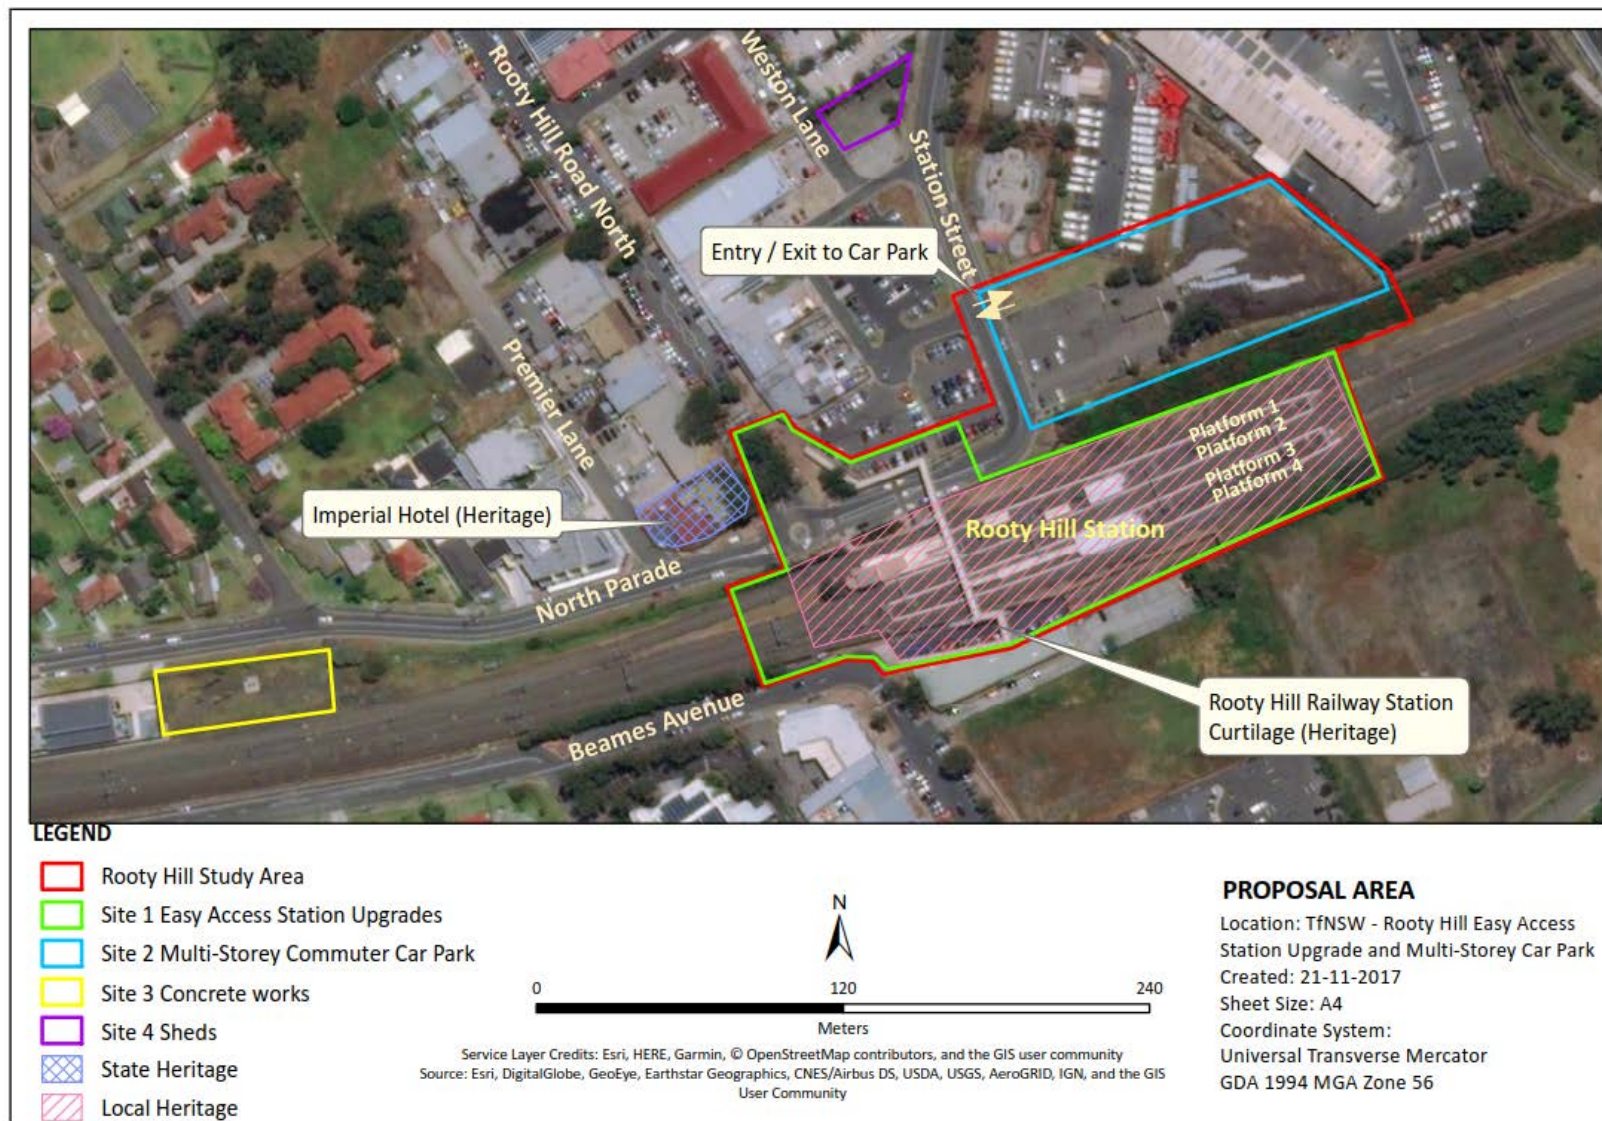 Rooty Hill Road North
Weston Lane
Station Street
Entry / Exit to Car Park
Premier Lane
Platform 1
Platform 2
Platform 3
Platform 4
Imperial Hotel (Heritage)
Rooty Hill Station
North Parade
Rooty Hill Railway Station
Curtilage (Heritage)
Beames Avenue
LEGEND
Rooty Hill Study Area
Site 1 Easy Access Station Upgrades
Site 2 Multi-Storey Commuter Car Park
Site 3 Concrete works
Site 4 Sheds
State Heritage
Local Heritage
N
0 120 240
Meters
Service Layer Credits: Esri, HERE, Garmin, © OpenStreetMap contributors, and the GIS user community
Source: Esri, DigitalGlobe, GeoEye, Earthstar Geographics, CNES/Airbus DS, USDA, USGS, AeroGRID, IGN, and the GIS
User Community
PROPOSAL AREA
Location: TfNSW - Rooty Hill Easy Access
Station Upgrade and Multi-Storey Car Park
Created: 21-11-2017
Sheet Size: A4
Coordinate System:
Universal Transverse Mercator
GDA 1994 MGA Zone 56